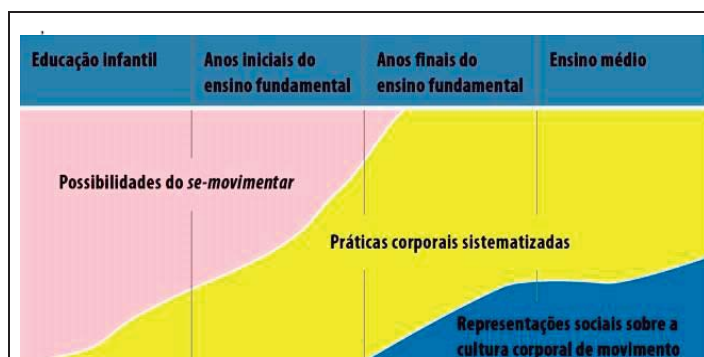 Educação infantil
Anos iniciais do
ensino fundamental
Anos finais do
ensino fundamental
Ensino médio
Possibilidades do se-movimentar
Práticas corporais sistematizadas
Representações sociais sobre a
cultura corporal de movimento